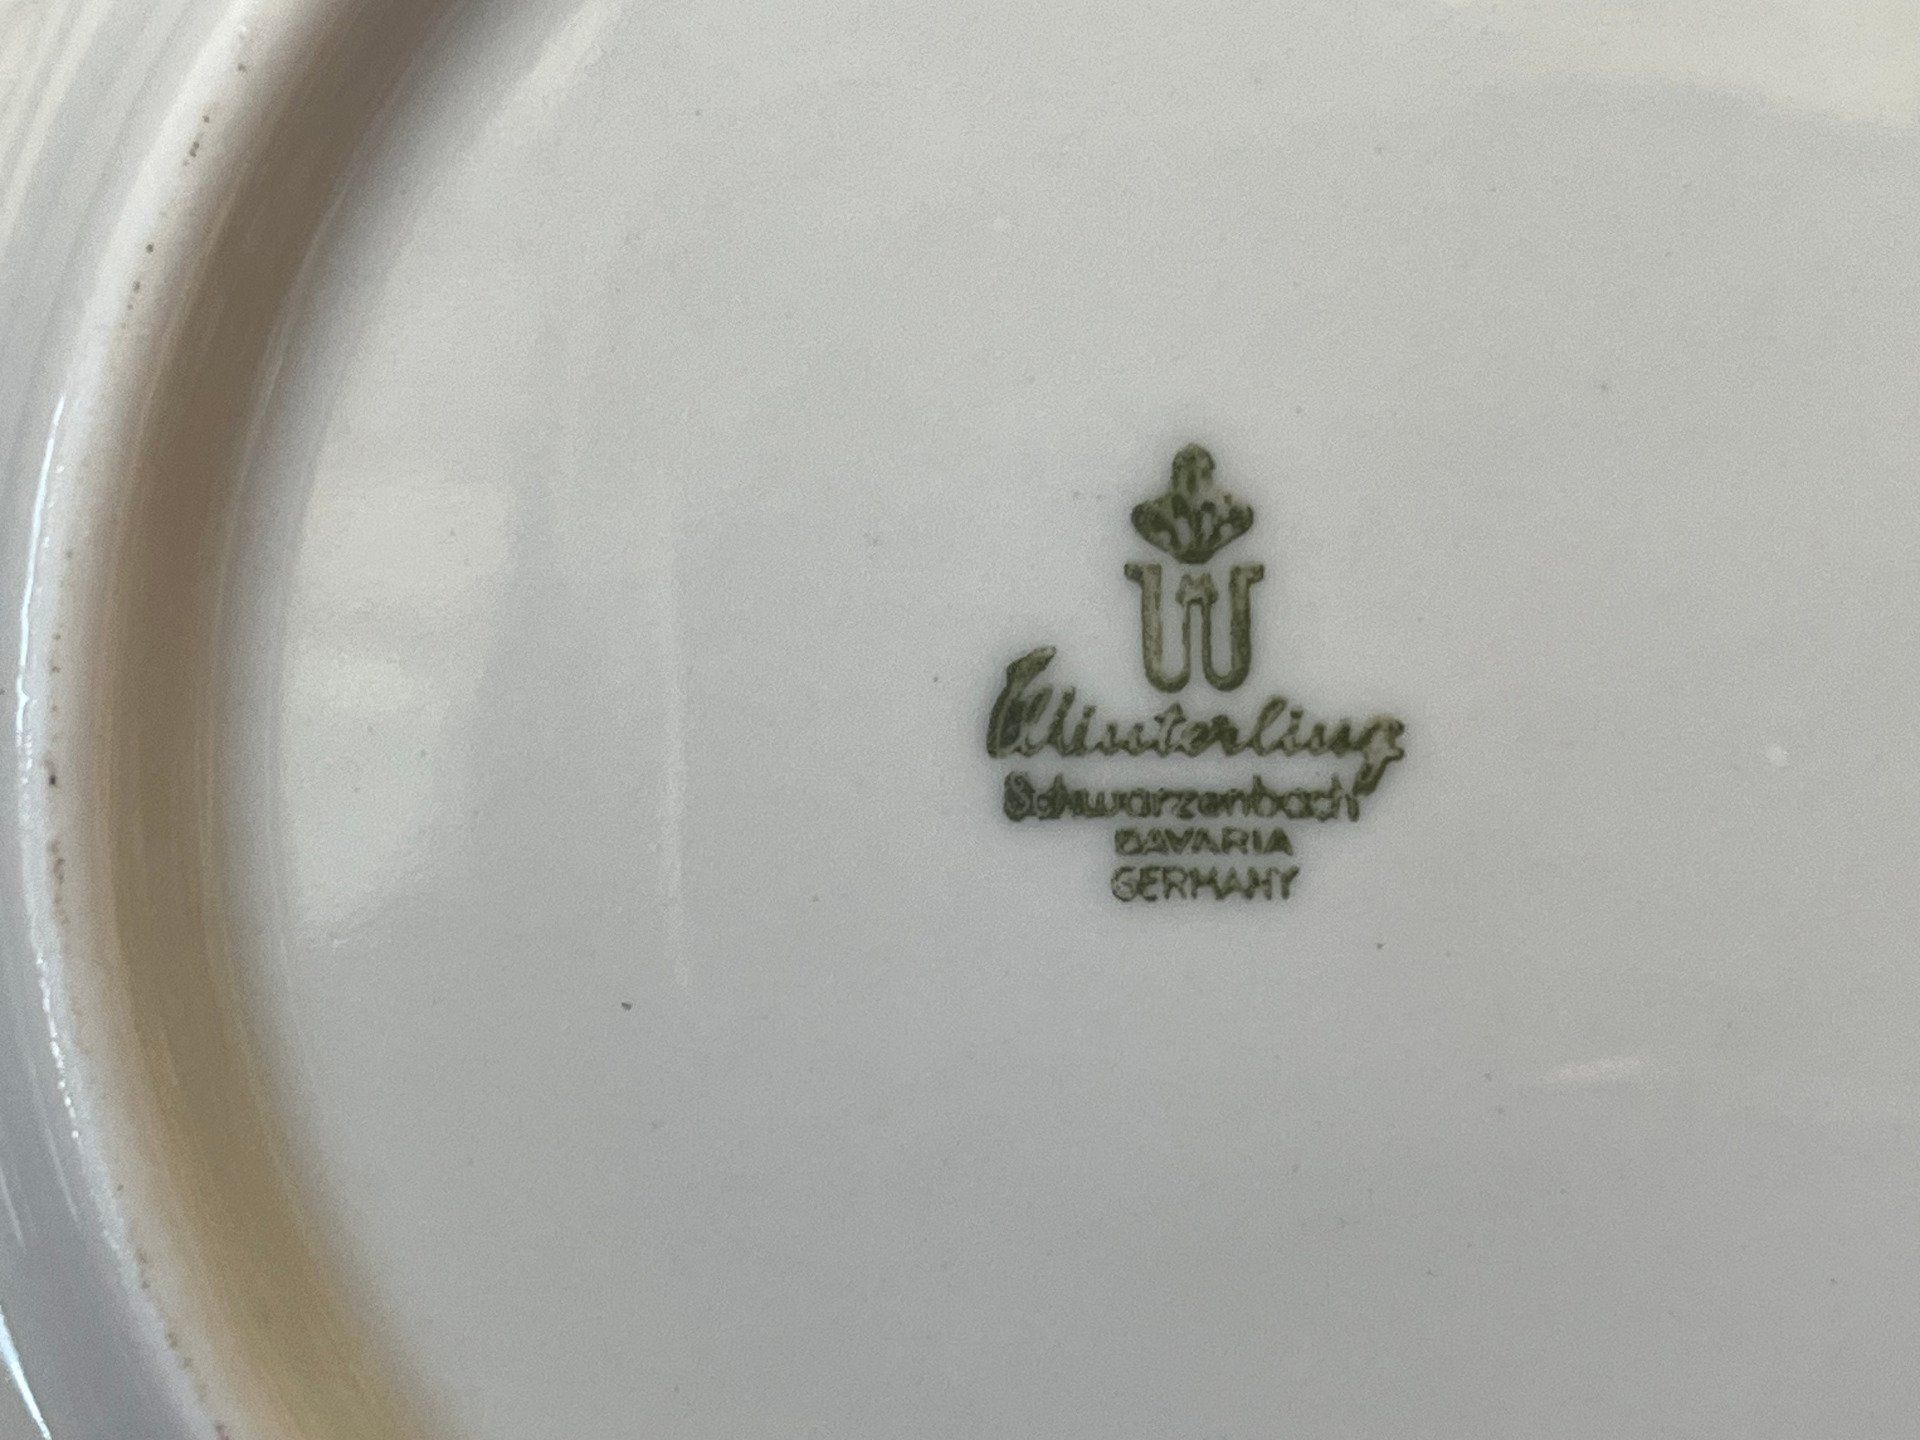 W
Winterling
Schwarzenbach
BAVARIA
GERMANY